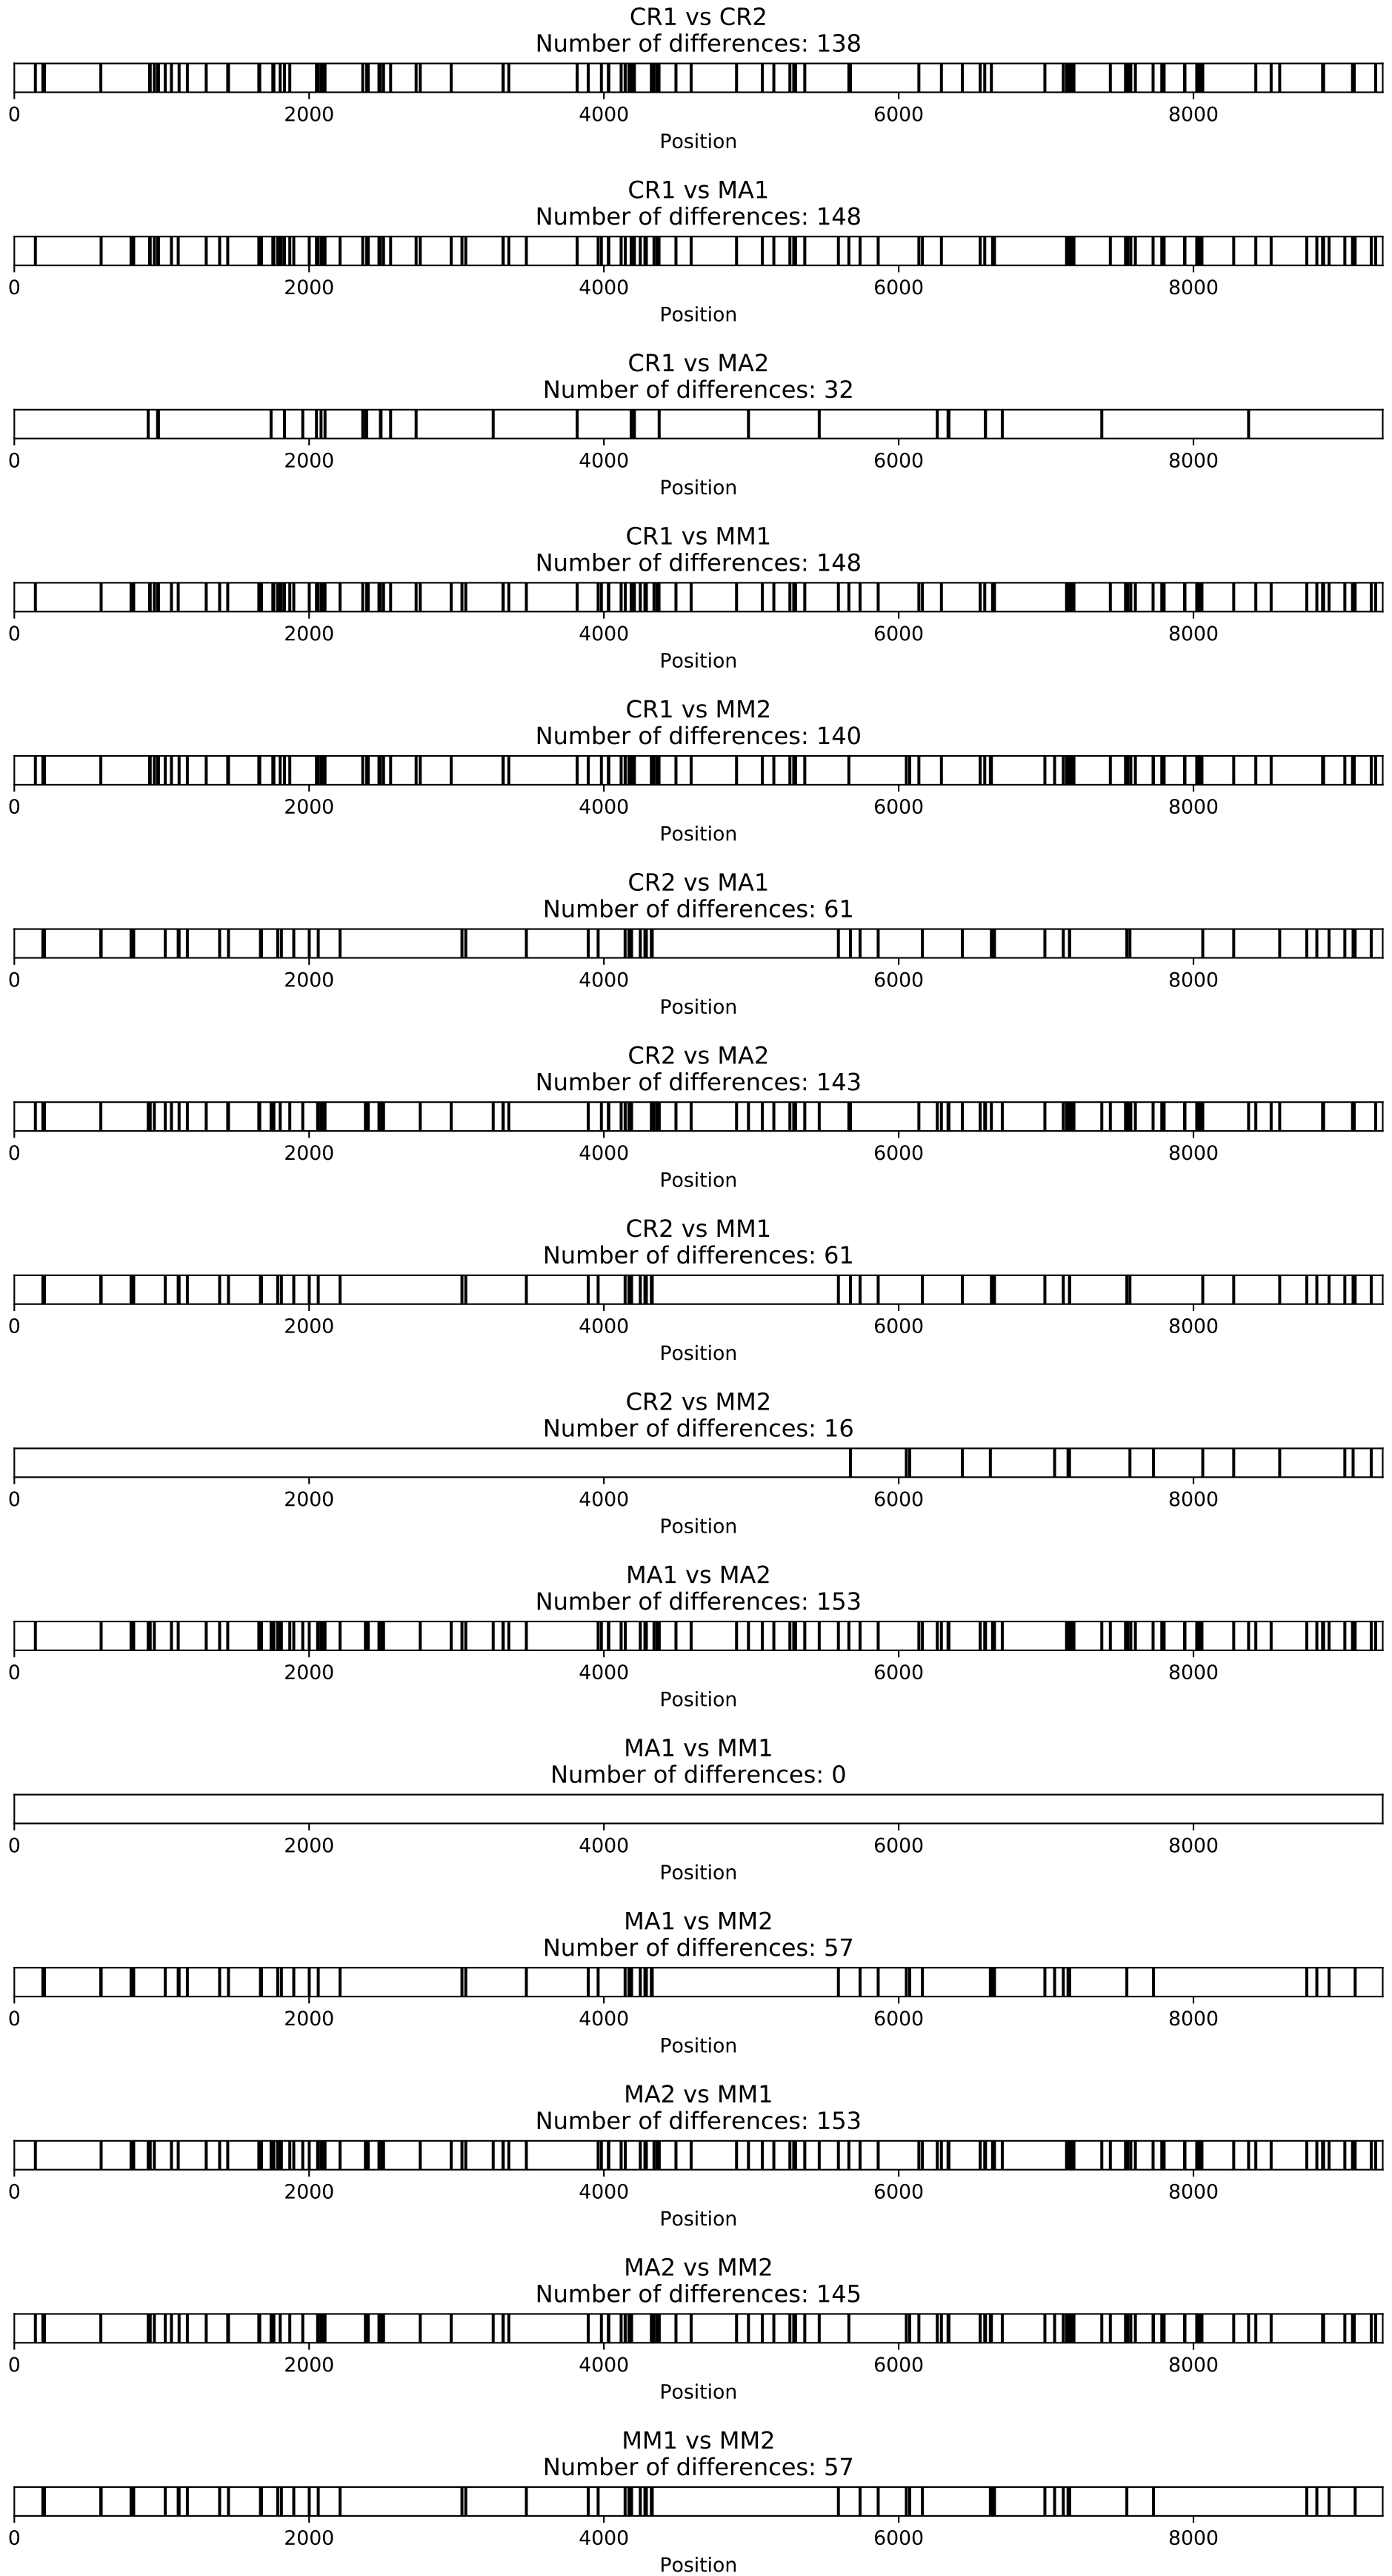 CR1 vs CR2
Number of differences: 138
0 2000 4000 6000 8000
Position
CR1 vs MA1
Number of differences: 148
0 2000 4000 6000 8000
Position
CR1 vs MA2
Number of differences: 32
0 2000 4000 6000 8000
Position
CR1 vs MM1
Number of differences: 148
0 2000 4000 6000 8000
Position
CR1 vs MM2
Number of differences: 140
0 2000 4000 6000 8000
Position
CR2 vs MA1
Number of differences: 61
0 2000 4000 6000 8000
Position
CR2 vs MA2
Number of differences: 143
0 2000 4000 6000 8000
Position
CR2 vs MM1
Number of differences: 61
0 2000 4000 6000 8000
Position
CR2 vs MM2
Number of differences: 16
0 2000 4000 6000 8000
Position
MA1 vs MA2
Number of differences: 153
0 2000 4000 6000 8000
Position
MA1 vs MM1
Number of differences: 0
0 2000 4000 6000 8000
Position
MA1 vs MM2
Number of differences: 57
0 2000 4000 6000 8000
Position
MA2 vs MM1
Number of differences: 153
0 2000 4000 6000 8000
Position
MA2 vs MM2
Number of differences: 145
0 2000 4000 6000 8000
Position
MM1 vs MM2
Number of differences: 57
0 2000 4000 6000 8000
Position